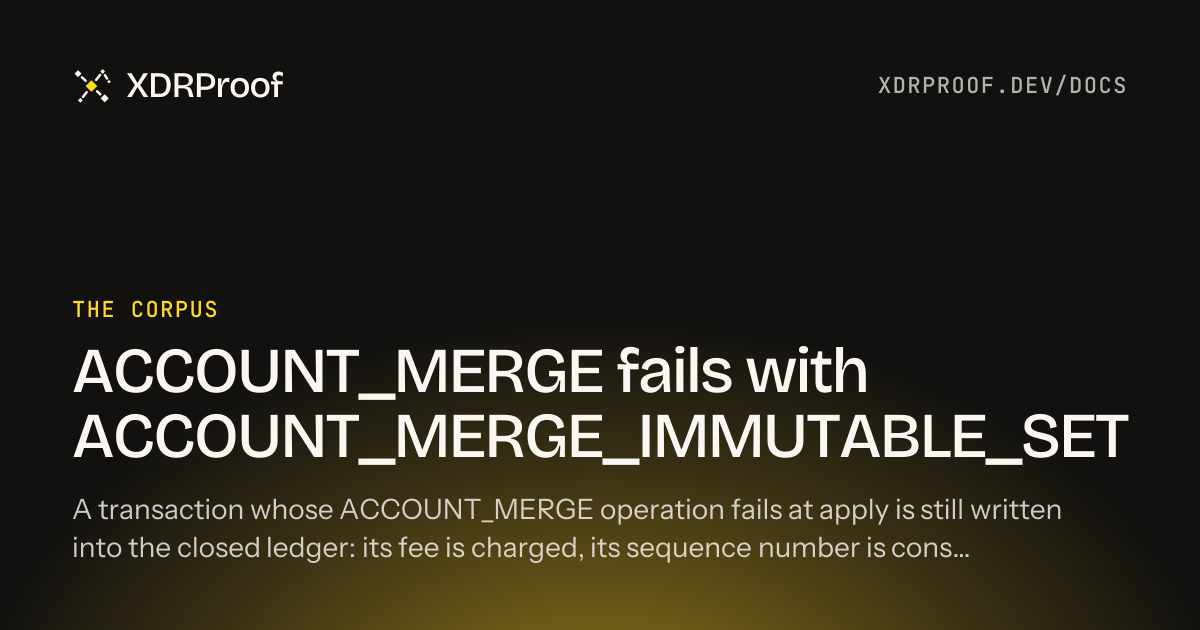 XDRProof
XDRPROOF.DEV/DOCS
THE CORPUS
ACCOUNT_MERGE fails with
ACCOUNT_MERGE_IMMUTABLE_SET
A transaction whose ACCOUNT_MERGE operation fails at apply is still written
into the closed ledger: its fee is charged, its sequence number is cons...